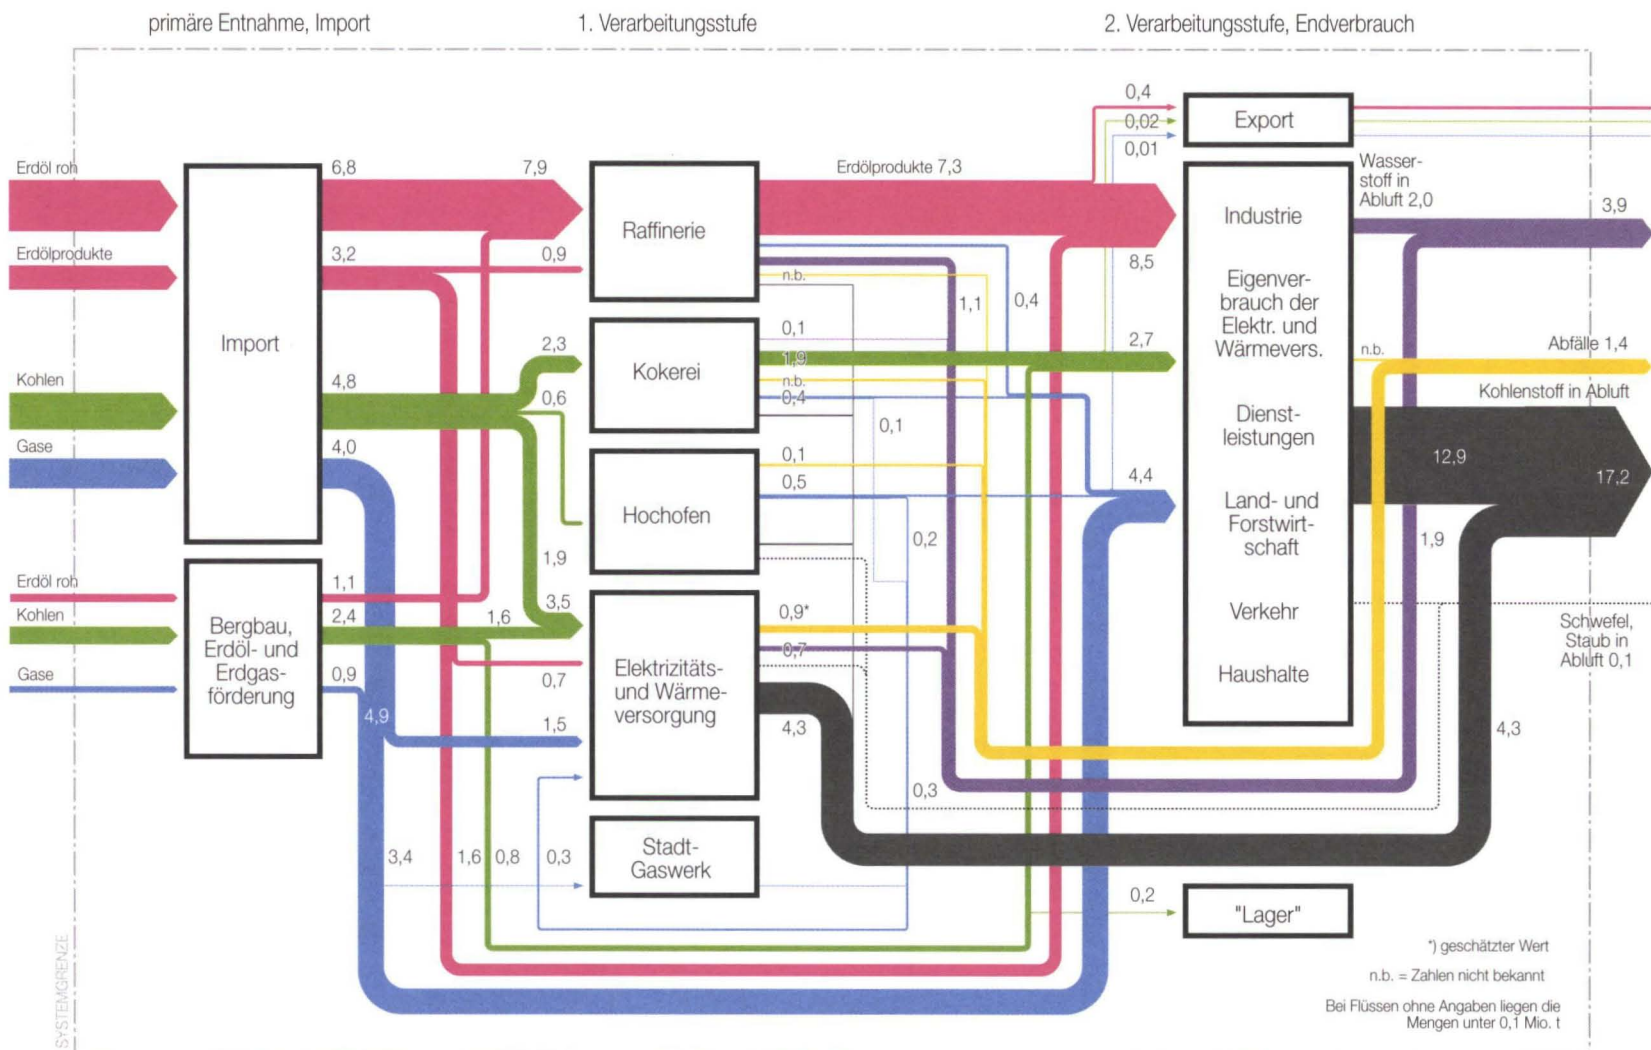 primäre Entnahme, Import
1. Verarbeitungsstufe
2. Verarbeitungsstufe, Endverbrauch
0,4
0,02
0,01
Export
Erdöl roh
6,8
7,9
Erdölprodukte 7,3
Wasser-
stoff in
Abluft 2,0
3,9
Raffinerie
Industrie
Erdölprodukte
3,2
0,9
8,5
n.b.
1,1
0,4
Eigenver-
brauch der
Elektr. und
Wärmevers.
Import
0,1
2,3
1,9
2,7
n.b.
Abfälle 1,4
Kokerei
n.b.
Kohlen
4,8
0,6
0,4
0,1
Kohlenstoff in Abluft
Dienst-
leistungen
Gase
4,0
0,1
0,5
4,4
12,9
17,2
Hochofen
Land- und
Forstwirt-
schaft
0,2
1,9
1,9
Erdöl roh
1,1
3,5
Kohlen
2,4
1,6
0,9*
Verkehr
Schwefel,
Staub in
Abluft 0,1
Bergbau,
Erdöl- und
Erdgas-
förderung
0,7
Elektrizitäts-
und Wärme-
versorgung
Gase
0,9
0,7
Haushalte
4,9
1,5
4,3
4,3
0,3
3,4
1,6
0,8
0,3
Stadt-
Gaswerk
0,2
"Lager"
*) geschätzter Wert
n.b. = Zahlen nicht bekannt
Bei Flüssen ohne Angaben liegen die
Mengen unter 0,1 Mio. t
SYSTEMGRENZE